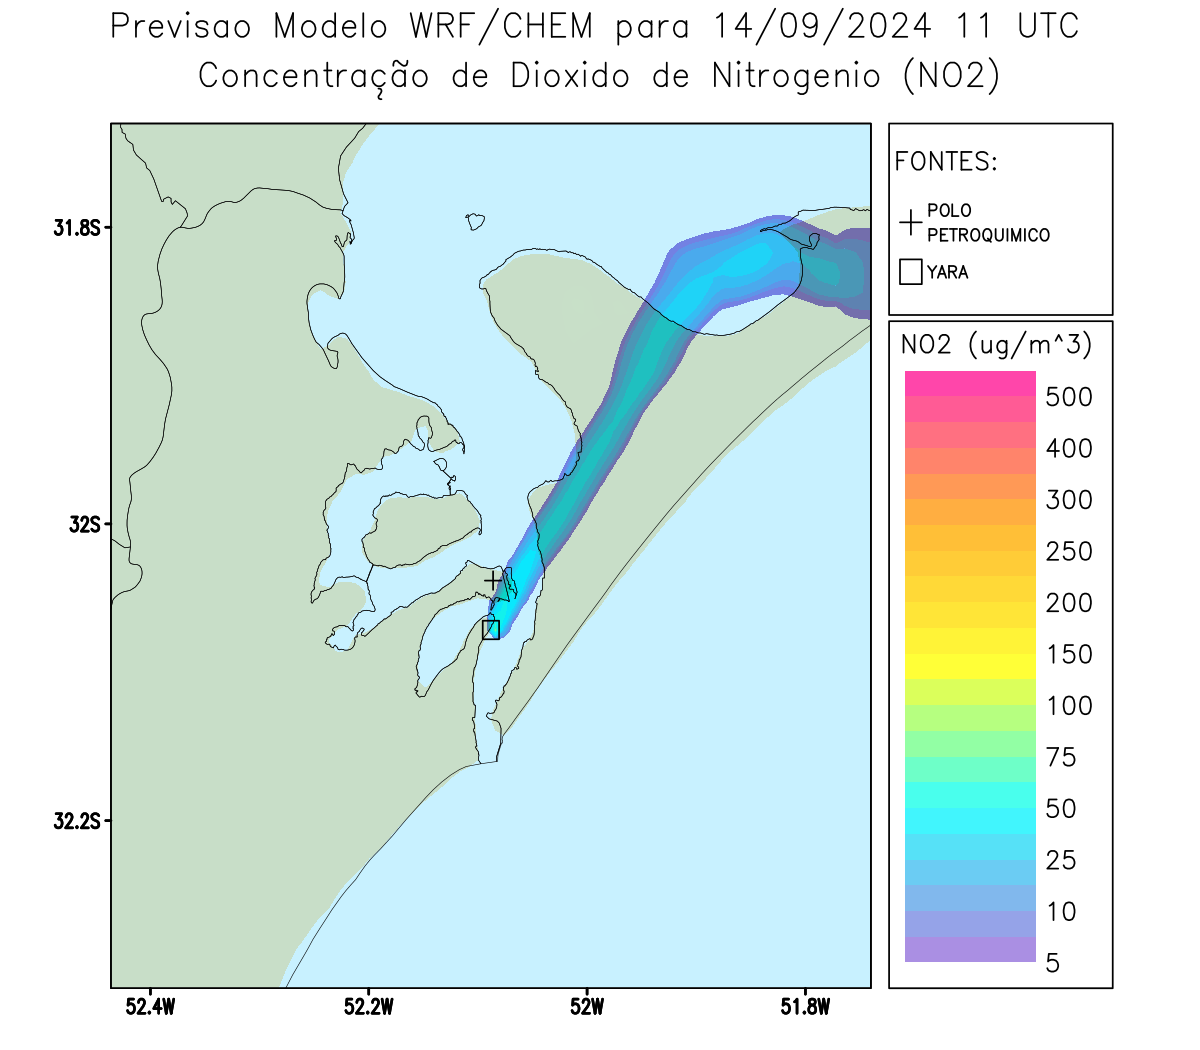 Previsao Modelo WRF/CHEM para 14/09/2024 11 UTC
Concentração de Dioxido de Nitrogenio (NO2)
FONTES:
POLO
PETROQUIMICO
YARA
NO2 (ug/m^3)
500
400
300
250
200
150
100
75
50
25
10
5
31.8S
32S
32.2S
52.4W
52.2W
52W
51.8W